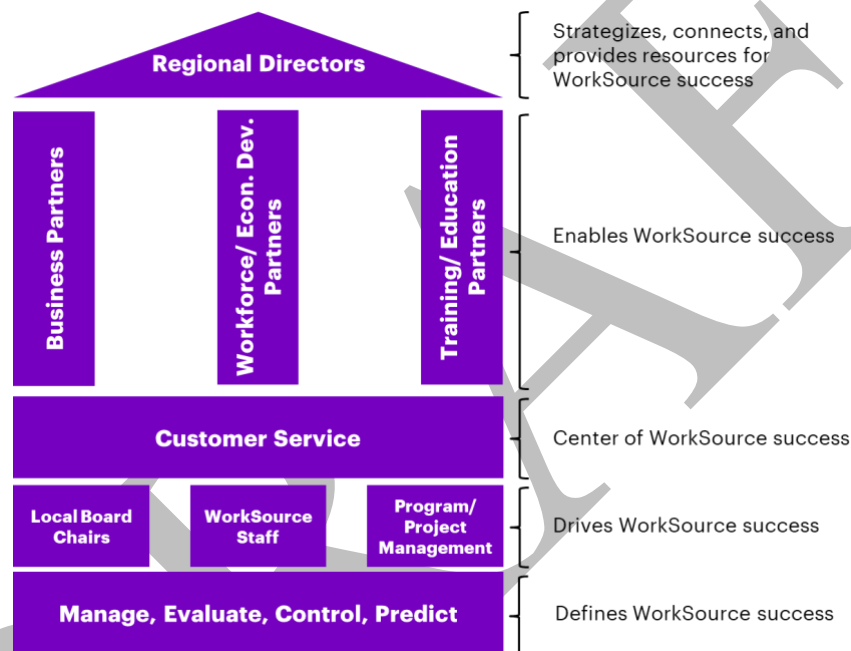 Regional Directors
Strategizes, connects, and
provides resources for
WorkSource success
Business Partners
Workforce/ Econ. Dev.
Partners
Training/ Education
Partners
Enables WorkSource success
Customer Service
Center of WorkSource success
Local Board
Chairs
WorkSource
Staff
Program/
Project
Management
Drives WorkSource success
Manage, Evaluate, Control, Predict
Defines WorkSource success